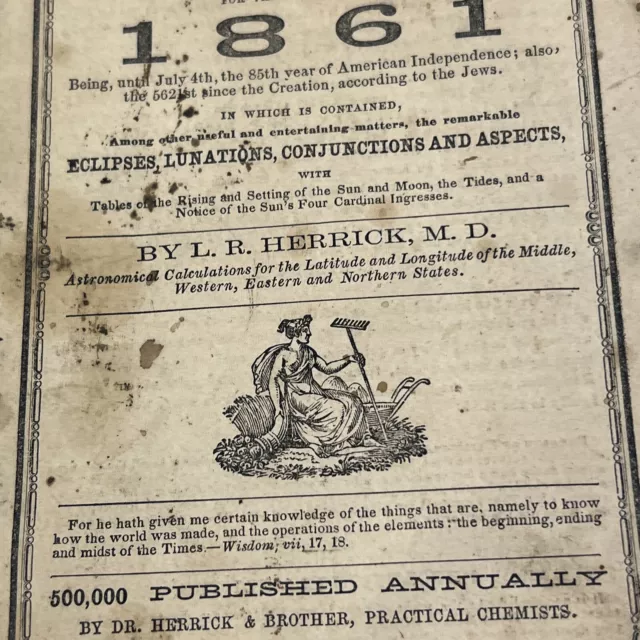 1861
Being, until July 4th, the 85th year of American Independence; also,
the 5621st since the Creation, according to the Jews.
IN WHICH IS CONTAINED,
Among other useful and entertaining matters, the remarkable
ECLIPSES, LUNATIONS, CONJUNCTIONS AND ASPECTS,
WITH
Tables of the Rising and Setting of the Sun and Moon, the Tides, and a
Notice of the Sun's Four Cardinal Ingresses.
BY L. R. HERRICK, M. D.
Astronomical Calculations for the Latitude and Longitude of the Middle,
Western, Eastern and Northern States.
For he hath given me certain knowledge of the things that are, namely to know
how the world was made, and the operations of the elements: the beginning, ending
and midst of the Times.—Wisdom, vii, 17, 18.
500,000 PUBLISHED ANNUALLY
BY DR. HERRICK & BROTHER, PRACTICAL CHEMISTS.